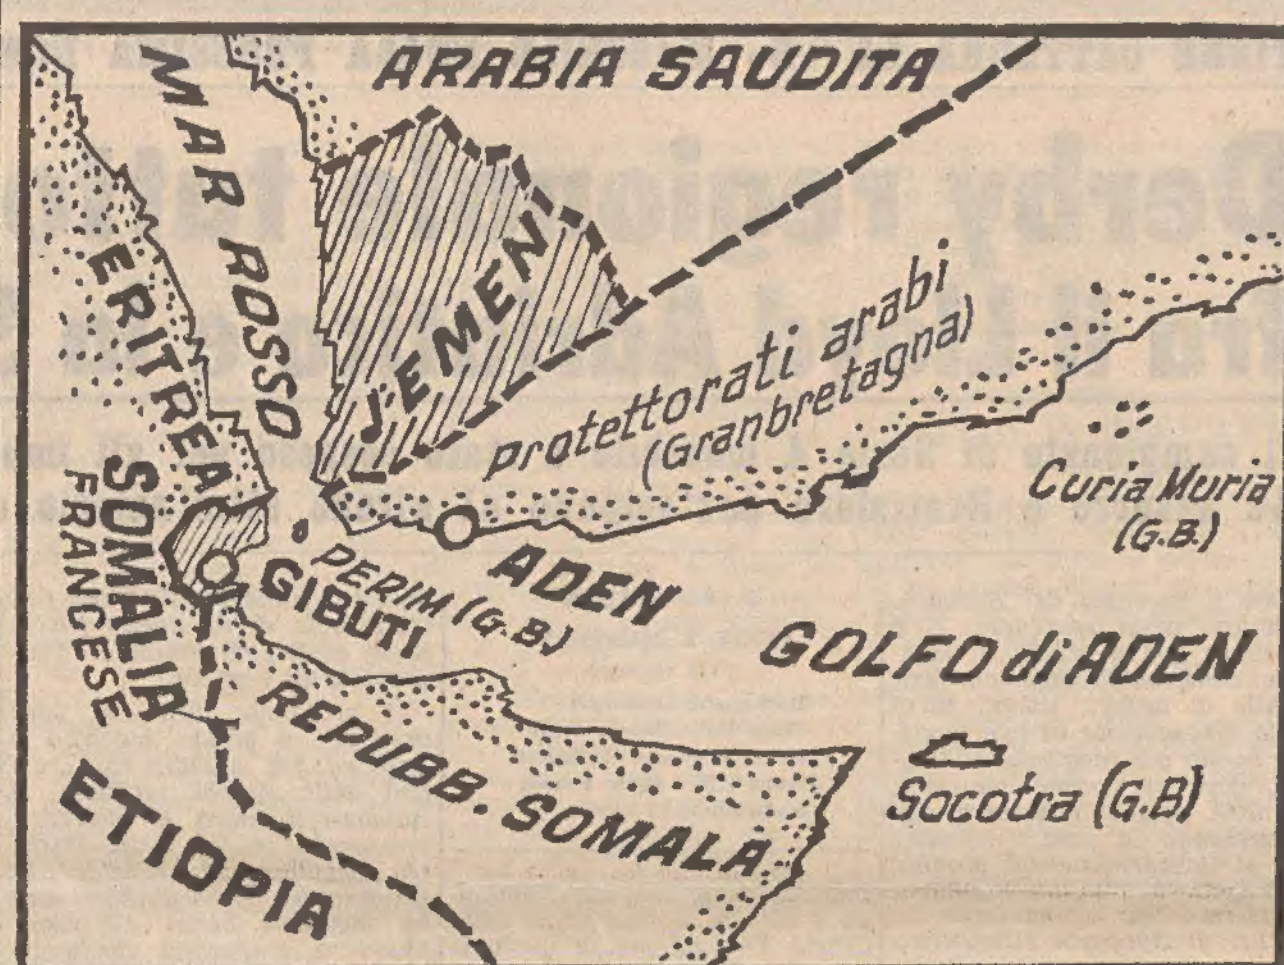 ARABIA SAUDITA
MAR ROSSO
JEMEN
ERITREA
protettorati arabi
(Granbretagna)
Curia Muria
(G.B.)
SOMALIA
FRANCESE
PERIM (G.B.)
ADEN
GIBUTI
GOLFO di ADEN
REPUBB. SOMALA
Socotra (G.B)
ETIOPIA